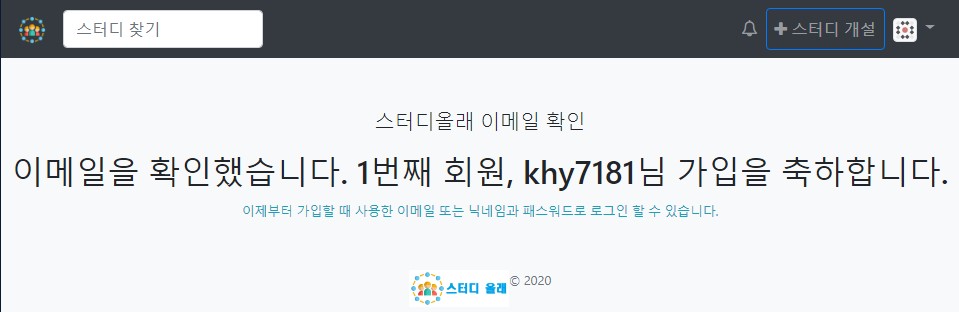 스터디 찾기
스터디 개설
스터디올래 이메일 확인
이메일을 확인했습니다. 1번째 회원, khy7181님 가입을 축하합니다.
이제부터 가입할 때 사용한 이메일 또는 닉네임과 패스워드로 로그인 할 수 있습니다.
스터디 올래 © 2020